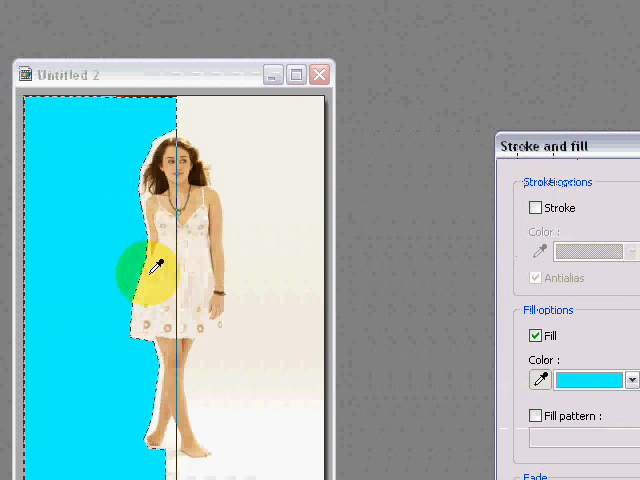 Untitled 2
Stroke and fill
Stroke options
Stroke
Color :
Antialias
Fill options
Fill
Color :
Fill pattern :
Fade